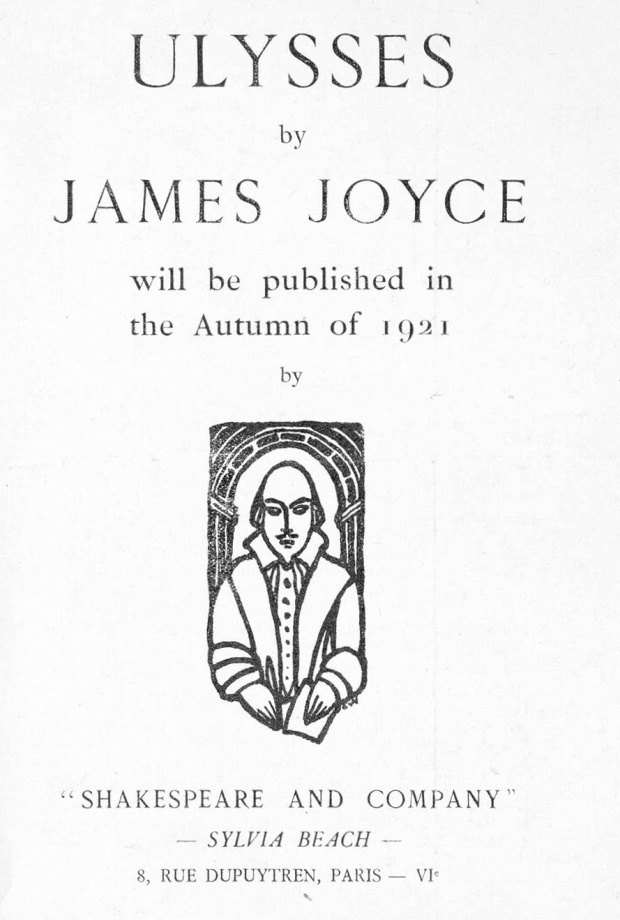 ULYSSES
by
JAMES JOYCE
will be published in
the Autumn of 1921
by
“SHAKESPEARE AND COMPANY”
— SYLVIA BEACH —
8, RUE DUPUYTREN, PARIS — VIᵉ